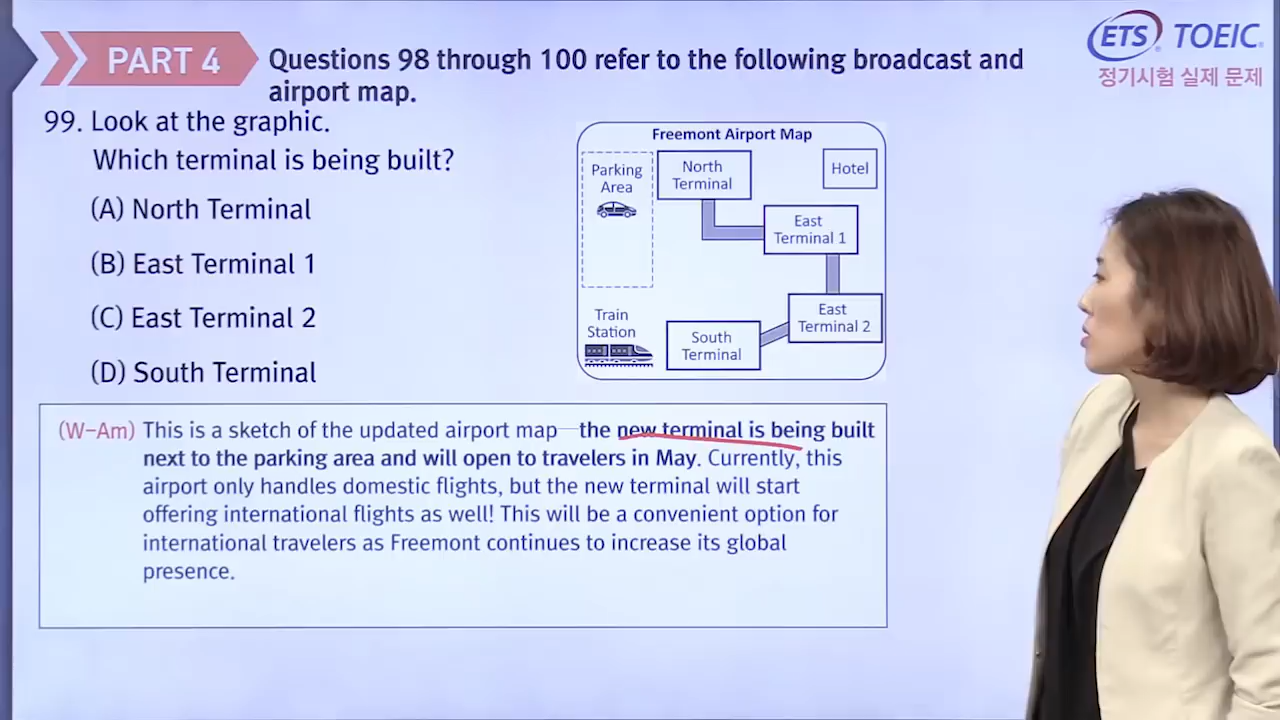 PART 4
Questions 98 through 100 refer to the following broadcast and
airport map.
ETS TOEIC
정기시험 실제 문제
99. Look at the graphic.
Which terminal is being built?
(A) North Terminal
(B) East Terminal 1
(C) East Terminal 2
(D) South Terminal
Freemont Airport Map
Parking
Area
North
Terminal
Hotel
East
Terminal 1
East
Terminal 2
Train
Station
South
Terminal
(W–Am) This is a sketch of the updated airport map—the new terminal is being built
next to the parking area and will open to travelers in May. Currently, this
airport only handles domestic flights, but the new terminal will start
offering international flights as well! This will be a convenient option for
international travelers as Freemont continues to increase its global
presence.